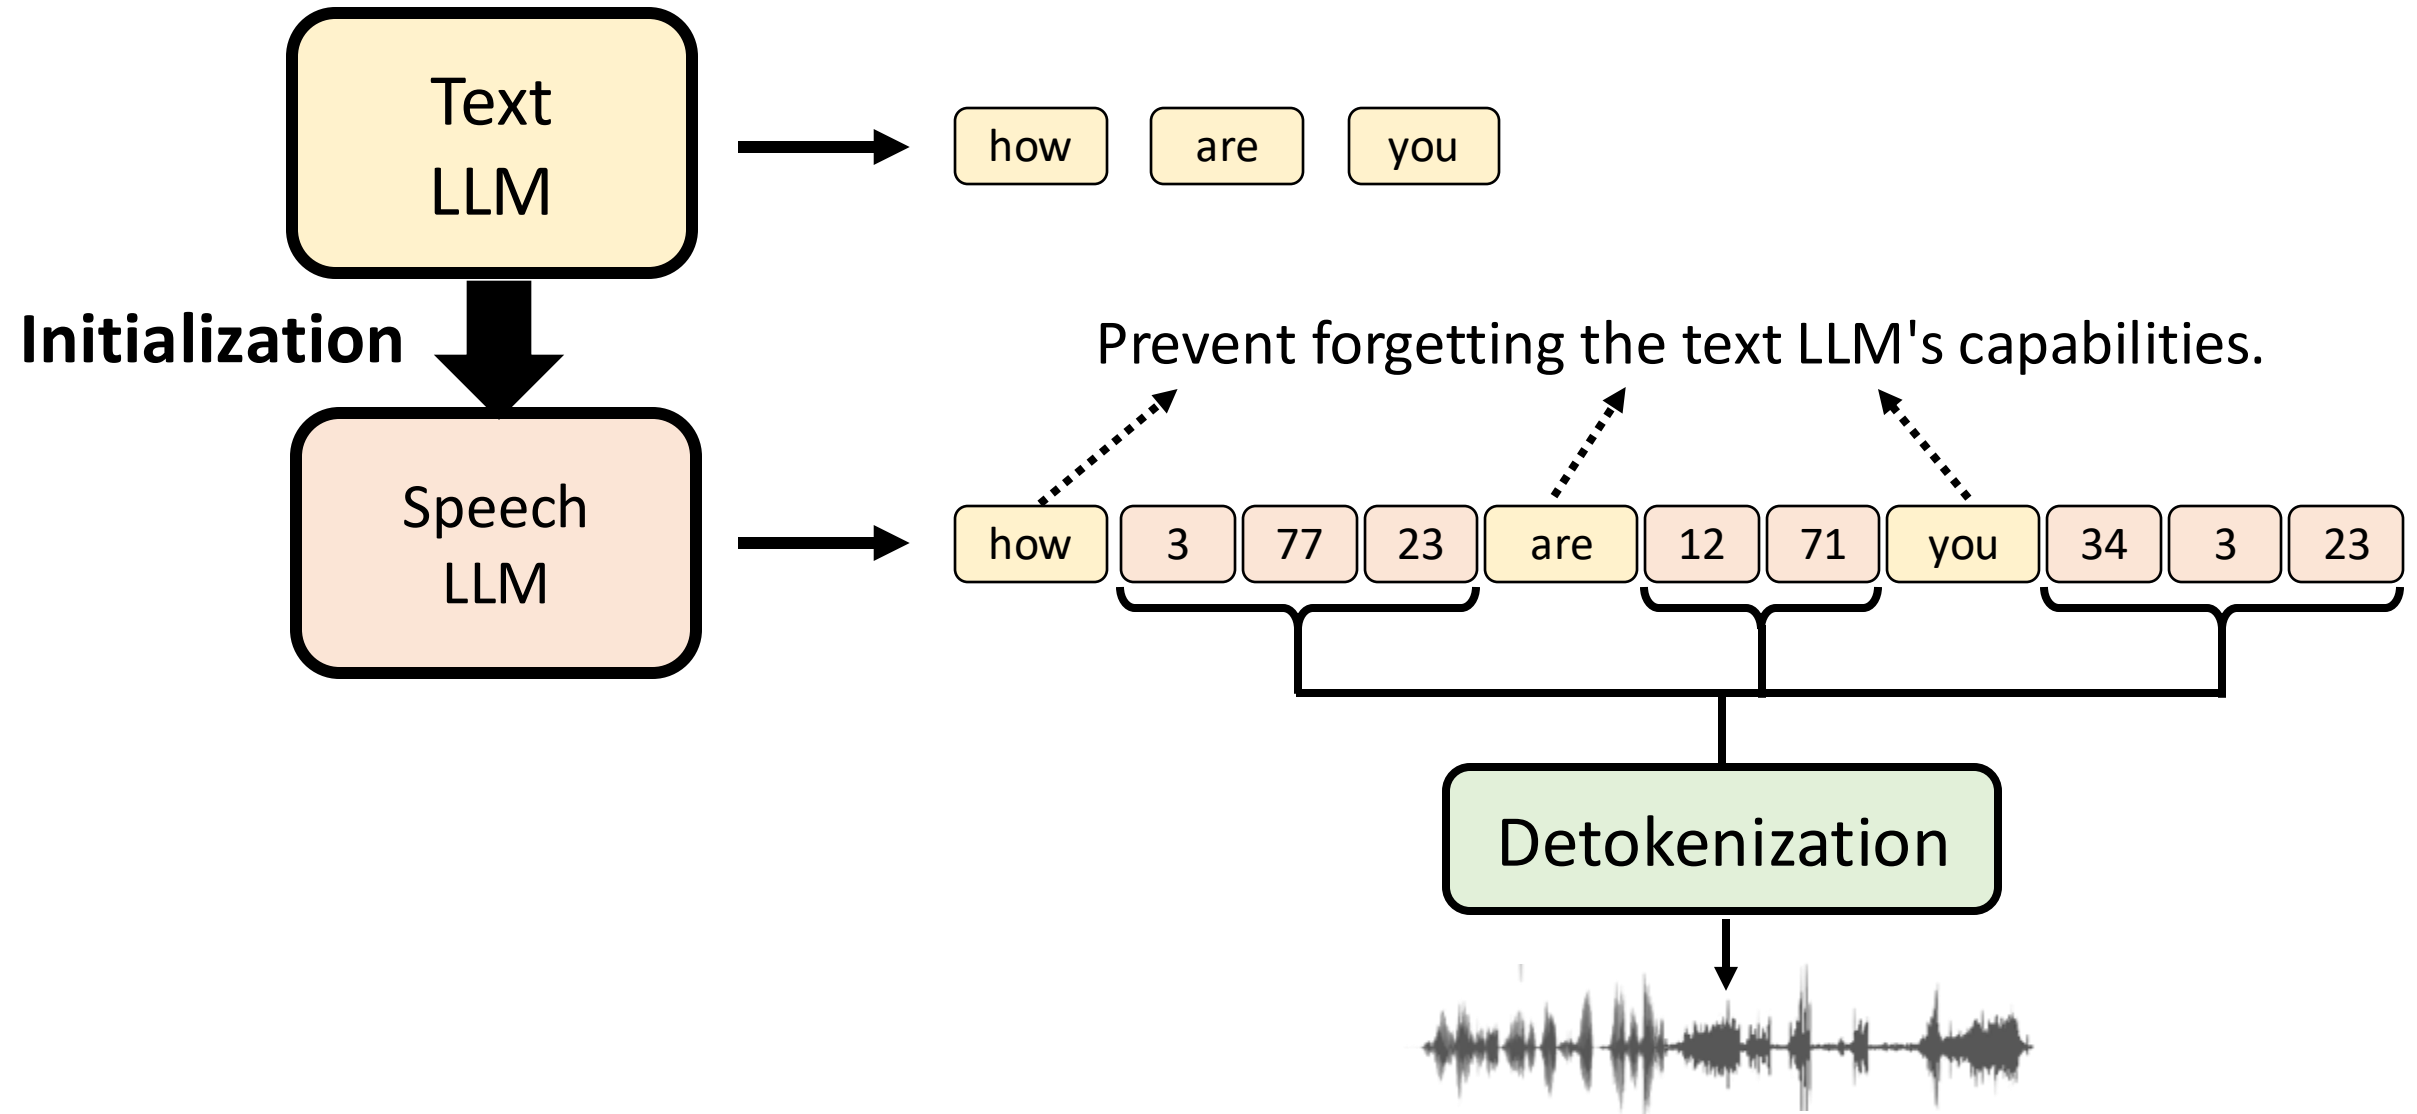 Text
LLM
how are you
Initialization
Prevent forgetting the text LLM's capabilities.
Speech
LLM
how 3 77 23 are 12 71 you 34 3 23
Detokenization